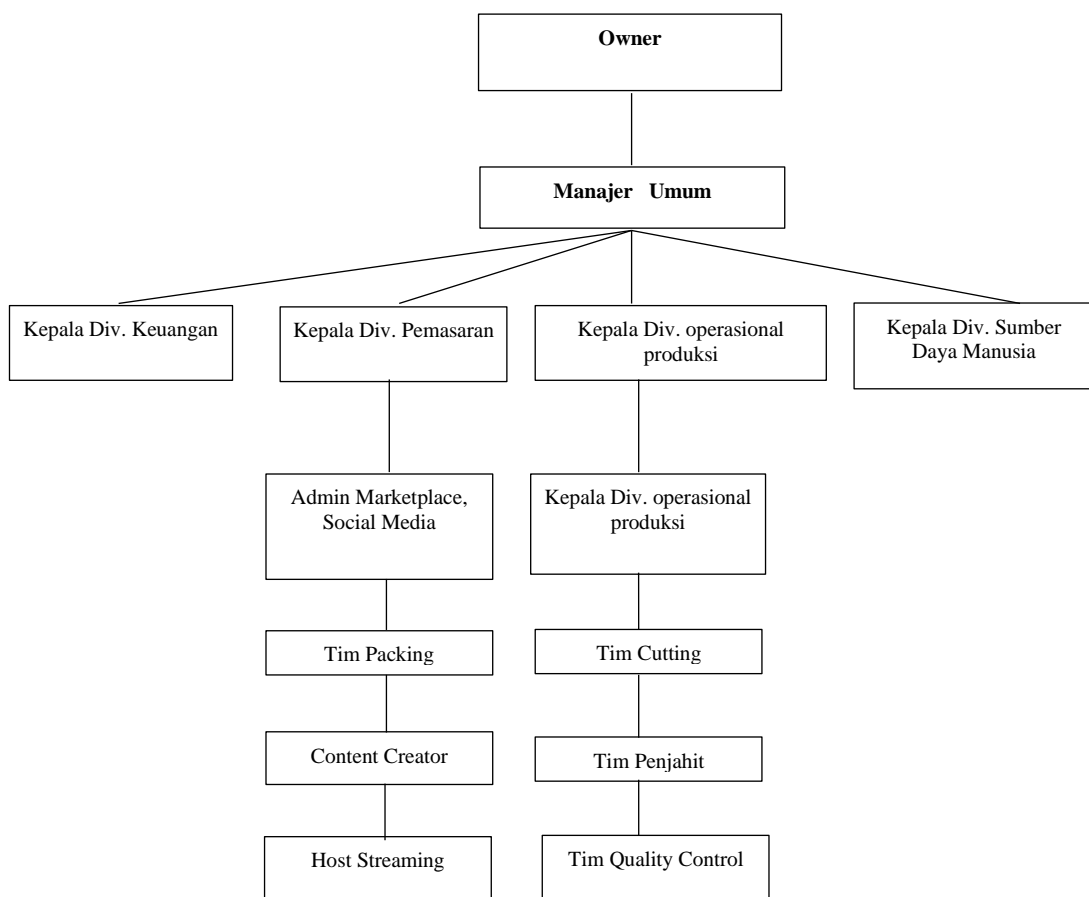 Owner
Manajer Umum
Kepala Div. Keuangan
Kepala Div. Pemasaran
Kepala Div. operasional
produksi
Kepala Div. Sumber
Daya Manusia
Admin Marketplace,
Social Media
Kepala Div. operasional
produksi
Tim Packing
Tim Cutting
Content Creator
Tim Penjahit
Host Streaming
Tim Quality Control